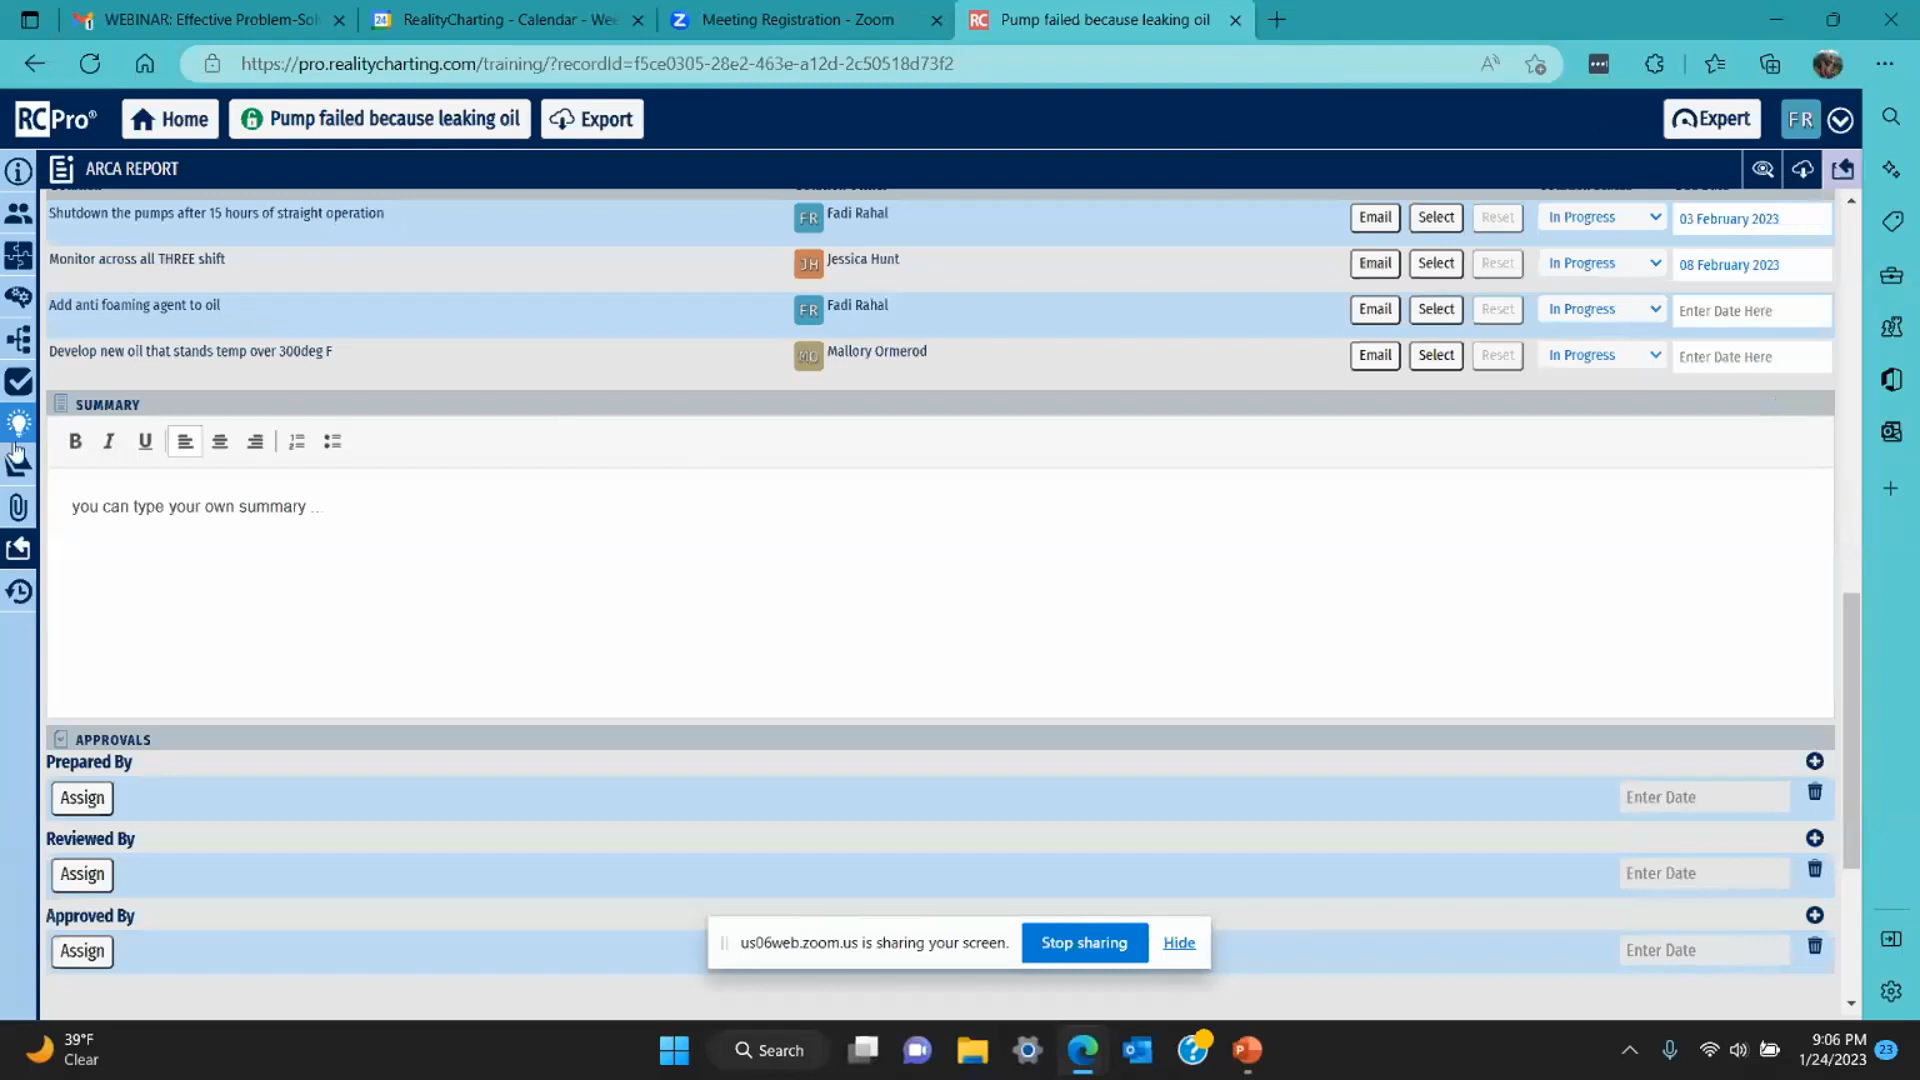 WEBINAR: Effective Problem-Sol
RealityCharting - Calendar - Wee
Meeting Registration - Zoom
Pump failed because leaking oil
https://pro.realitycharting.com/training/?recordId=f5ce0305-28e2-463e-a12d-2c50518d73f2
RCPro®
Home
Pump failed because leaking oil
Export
Expert
FR
ARCA REPORT
Shutdown the pumps after 15 hours of straight operation
FR Fadi Rahal
Email Select Reset In Progress 03 February 2023
Monitor across all THREE shift
JH Jessica Hunt
Email Select Reset In Progress 08 February 2023
Add anti foaming agent to oil
FR Fadi Rahal
Email Select Reset In Progress Enter Date Here
Develop new oil that stands temp over 300deg F
MO Mallory Ormerod
Email Select Reset In Progress Enter Date Here
SUMMARY
B I U
you can type your own summary ...
APPROVALS
Prepared By
Assign Enter Date
Reviewed By
Assign Enter Date
Approved By
Assign Enter Date
us06web.zoom.us is sharing your screen. Stop sharing Hide
39°F
Clear
Search
9:06 PM
1/24/2023
23